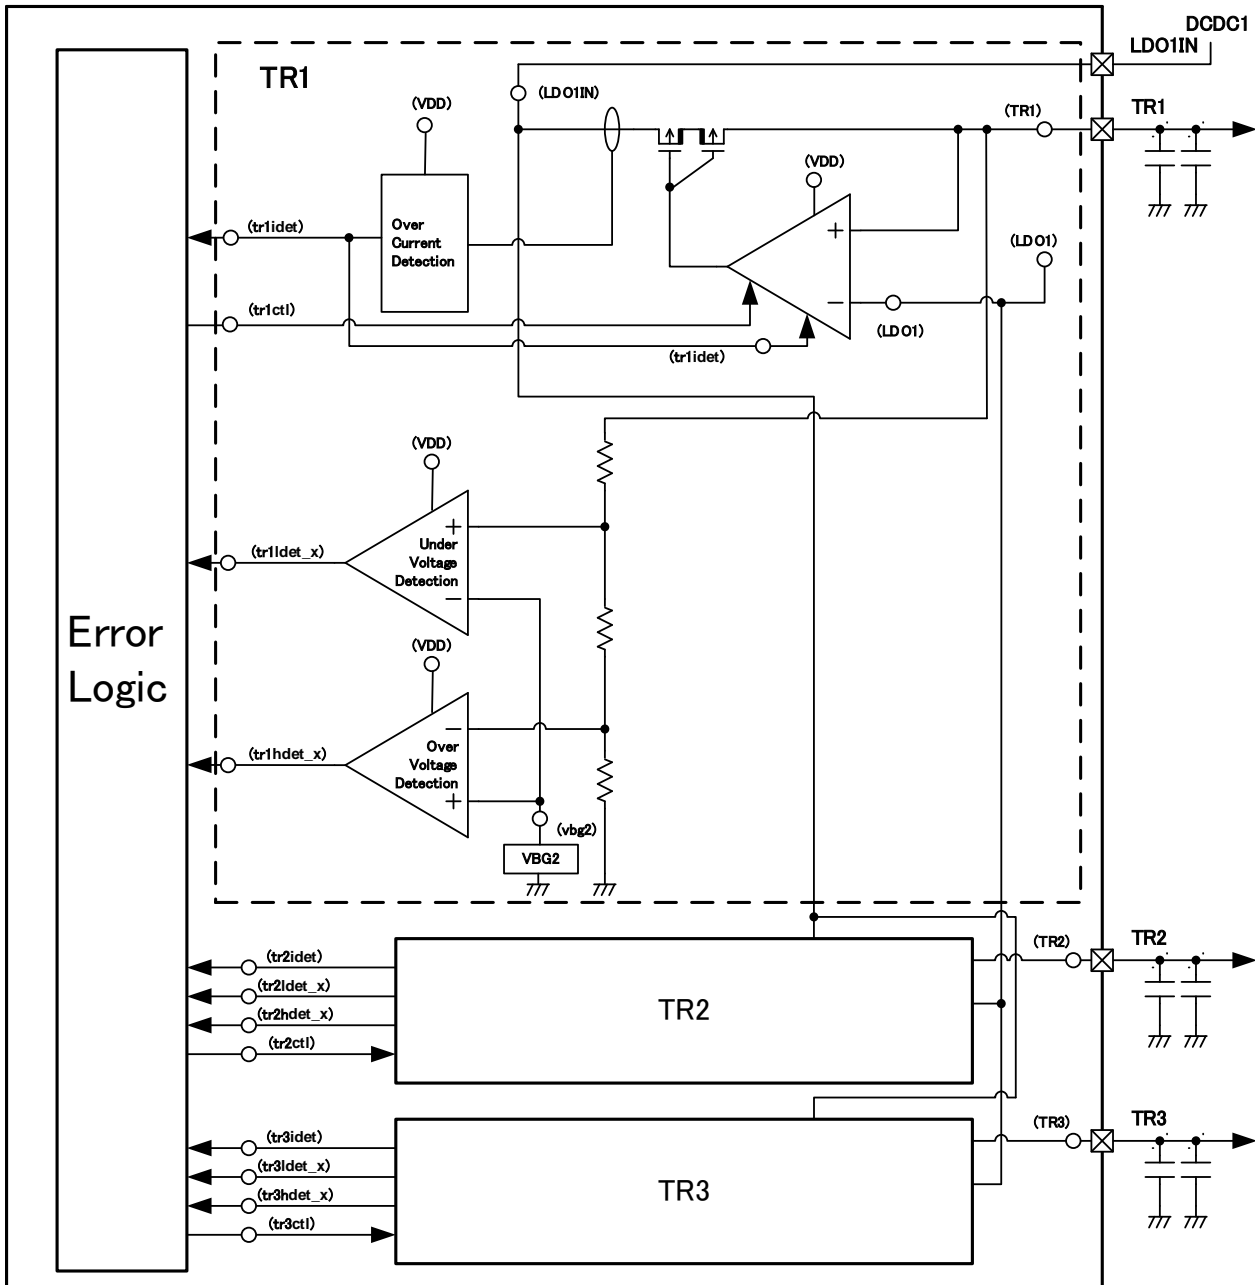 DCDC1
LDO1IN
TR1
(LDO1IN)
(VDD)
(TR1)
TR1
(VDD)
Over
Current
Detection
(tr1idet)
(LDO1)
(tr1ctl)
(LDO1)
(tr1idet)
(VDD)
Under
Voltage
Detection
(tr1ldet_x)
Error
Logic
(VDD)
Over
Voltage
Detection
(tr1hdet_x)
(vbg2)
VBG2
(tr2idet)
(tr2ldet_x)
(tr2hdet_x)
(tr2ctl)
TR2
(TR2)
TR2
(tr3idet)
(tr3ldet_x)
(tr3hdet_x)
(tr3ctl)
TR3
(TR3)
TR3